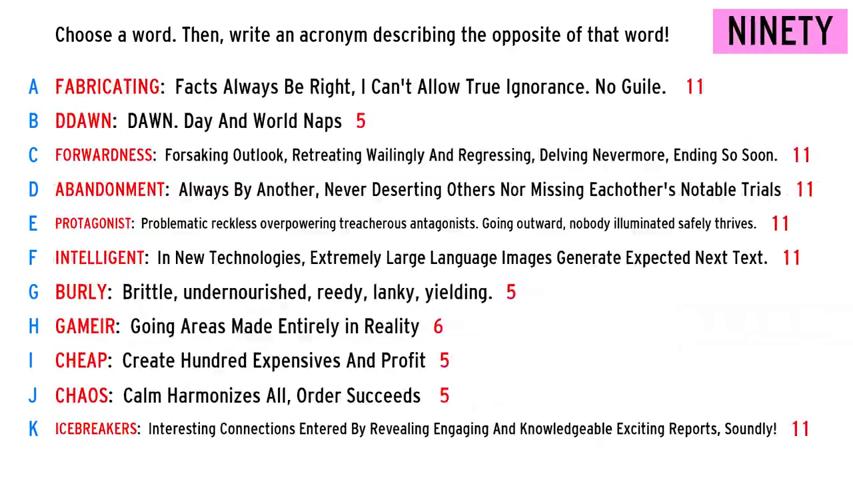 Choose a word. Then, write an acronym describing the opposite of that word!
NINETY
A FABRICATING: Facts Always Be Right, I Can't Allow True Ignorance. No Guile. 11
B DDAWN: DAWN. Day And World Naps 5
C FORWARDNESS: Forsaking Outlook, Retreating Wailingly And Regressing, Delving Nevermore, Ending So Soon. 11
D ABANDONMENT: Always By Another, Never Deserting Others Nor Missing Eachother's Notable Trials 11
E PROTAGONIST: Problematic reckless overpowering treacherous antagonists. Going outward, nobody illuminated safely thrives. 11
F INTELLIGENT: In New Technologies, Extremely Large Language Images Generate Expected Next Text. 11
G BURLY: Brittle, undernourished, reedy, lanky, yielding. 5
H GAMEIR: Going Areas Made Entirely in Reality 6
I CHEAP: Create Hundred Expensives And Profit 5
J CHAOS: Calm Harmonizes All, Order Succeeds 5
K ICEBREAKERS: Interesting Connections Entered By Revealing Engaging And Knowledgeable Exciting Reports, Soundly! 11